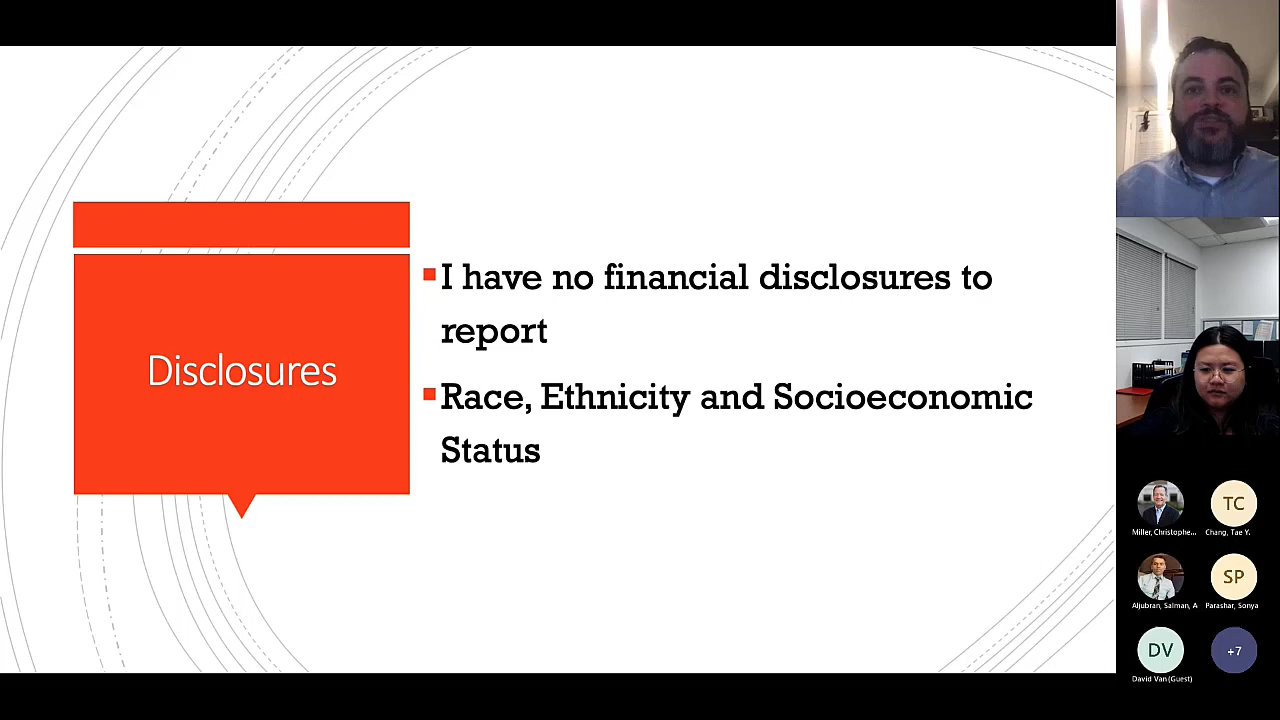 Disclosures
I have no financial disclosures to
report
Race, Ethnicity and Socioeconomic
Status
Miller, Christophe...
TC
Chang, Tae Y.
Aljubran, Salman, A
SP
Parashar, Sonya
DV
David Van (Guest)
+7